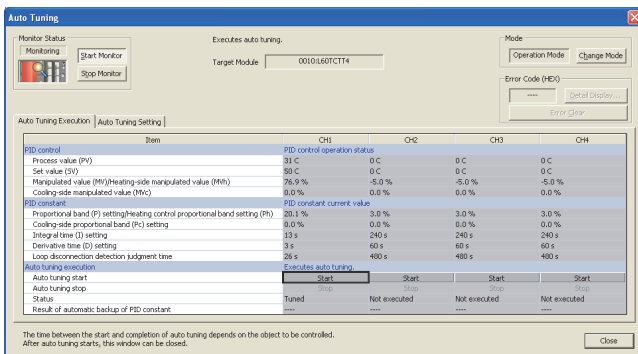 Auto Tuning
Monitor Status
Monitoring
Start Monitor
Stop Monitor
Executes auto tuning.
Target Module 0010:L60TCTT4
Mode
Operation Mode Change Mode
Error Code (HEX)
---- Detail Display...
Error Clear
Auto Tuning Execution Auto Tuning Setting
Item CH1 CH2 CH3 CH4
PID control PID control operation status
Process value (PV) 31 C 0 C 0 C 0 C
Set value (SV) 50 C 0 C 0 C 0 C
Manipulated value (MV)/Heating-side manipulated value (MVh) 76.9 % -5.0 % -5.0 % -5.0 %
Cooling-side manipulated value (MVc) 0.0 % 0.0 % 0.0 % 0.0 %
PID constant PID constant current value
Proportional band (P) setting/Heating control proportional band setting (Ph) 20.1 % 3.0 % 3.0 % 3.0 %
Cooling-side proportional band (Pc) setting 0.0 % 0.0 % 0.0 % 0.0 %
Integral time (I) setting 13 s 240 s 240 s 240 s
Derivative time (D) setting 3 s 60 s 60 s 60 s
Loop disconnection detection judgment time 26 s 480 s 480 s 480 s
Auto tuning execution Executes auto tuning.
Auto tuning start Start Start Start Start
Auto tuning stop Stop Stop Stop Stop
Status Tuned Not executed Not executed Not executed
Result of automatic backup of PID constant ---- ---- ---- ----
The time between the start and completion of auto tuning depends on the object to be controlled.
After auto tuning starts, this window can be closed.
Close